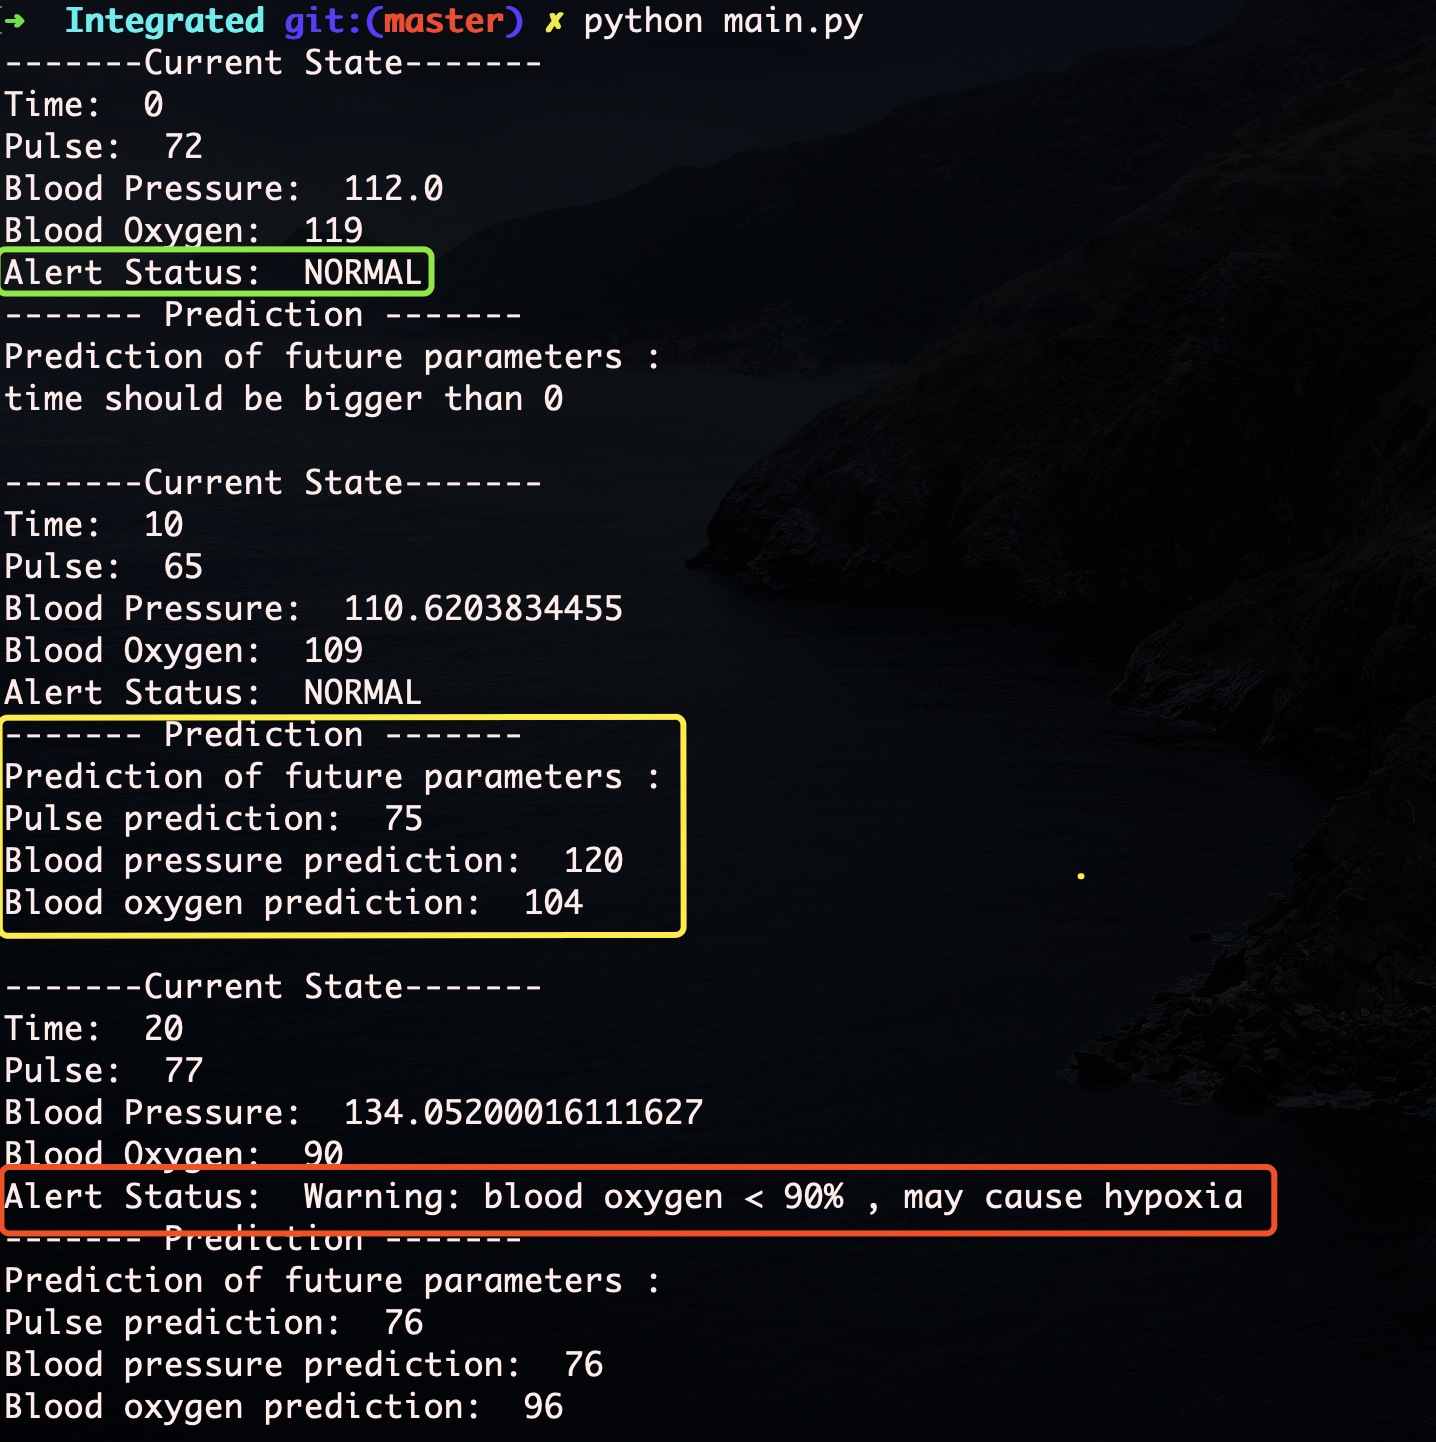 → Integrated git:(master) ✗ python main.py
-------Current State-------
Time:  0
Pulse:  72
Blood Pressure:  112.0
Blood Oxygen:  119
Alert Status:  NORMAL
------- Prediction -------
Prediction of future parameters :
time should be bigger than 0
-------Current State-------
Time:  10
Pulse:  65
Blood Pressure:  110.6203834455
Blood Oxygen:  109
Alert Status:  NORMAL
------- Prediction -------
Prediction of future parameters :
Pulse prediction:  75
Blood pressure prediction:  120
Blood oxygen prediction:  104
-------Current State-------
Time:  20
Pulse:  77
Blood Pressure:  134.05200016111627
Blood Oxygen:  90
Alert Status:  Warning: blood oxygen < 90% , may cause hypoxia
------- Prediction -------
Prediction of future parameters :
Pulse prediction:  76
Blood pressure prediction:  76
Blood oxygen prediction:  96